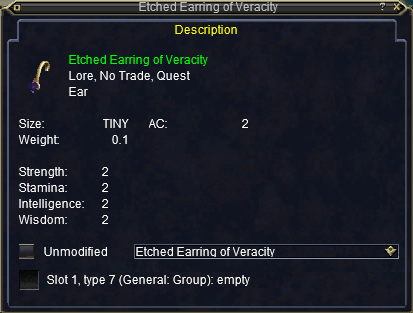 Etched Earring of Veracity
Description
Etched Earring of Veracity
Lore, No Trade, Quest
Ear
Size: TINY AC: 2
Weight: 0.1
Strength: 2
Stamina: 2
Intelligence: 2
Wisdom: 2
Unmodified Etched Earring of Veracity
Slot 1, type 7 (General: Group): empty